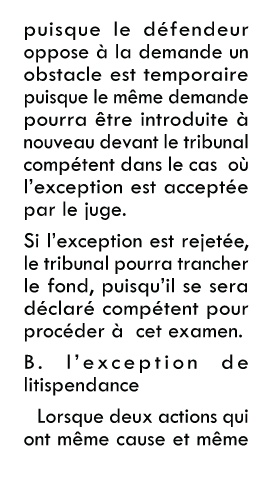 puisque le défendeur
oppose à la demande un
obstacle est temporaire
puisque le même demande
pourra être introduite à
nouveau devant le tribunal
compétent dans le cas où
l'exception est acceptée
par le juge.
Si l'exception est rejetée,
le tribunal pourra trancher
le fond, puisqu'il se sera
déclaré compétent pour
procéder à cet examen.
B. l'exception de
litispendance
Lorsque deux actions qui
ont même cause et même